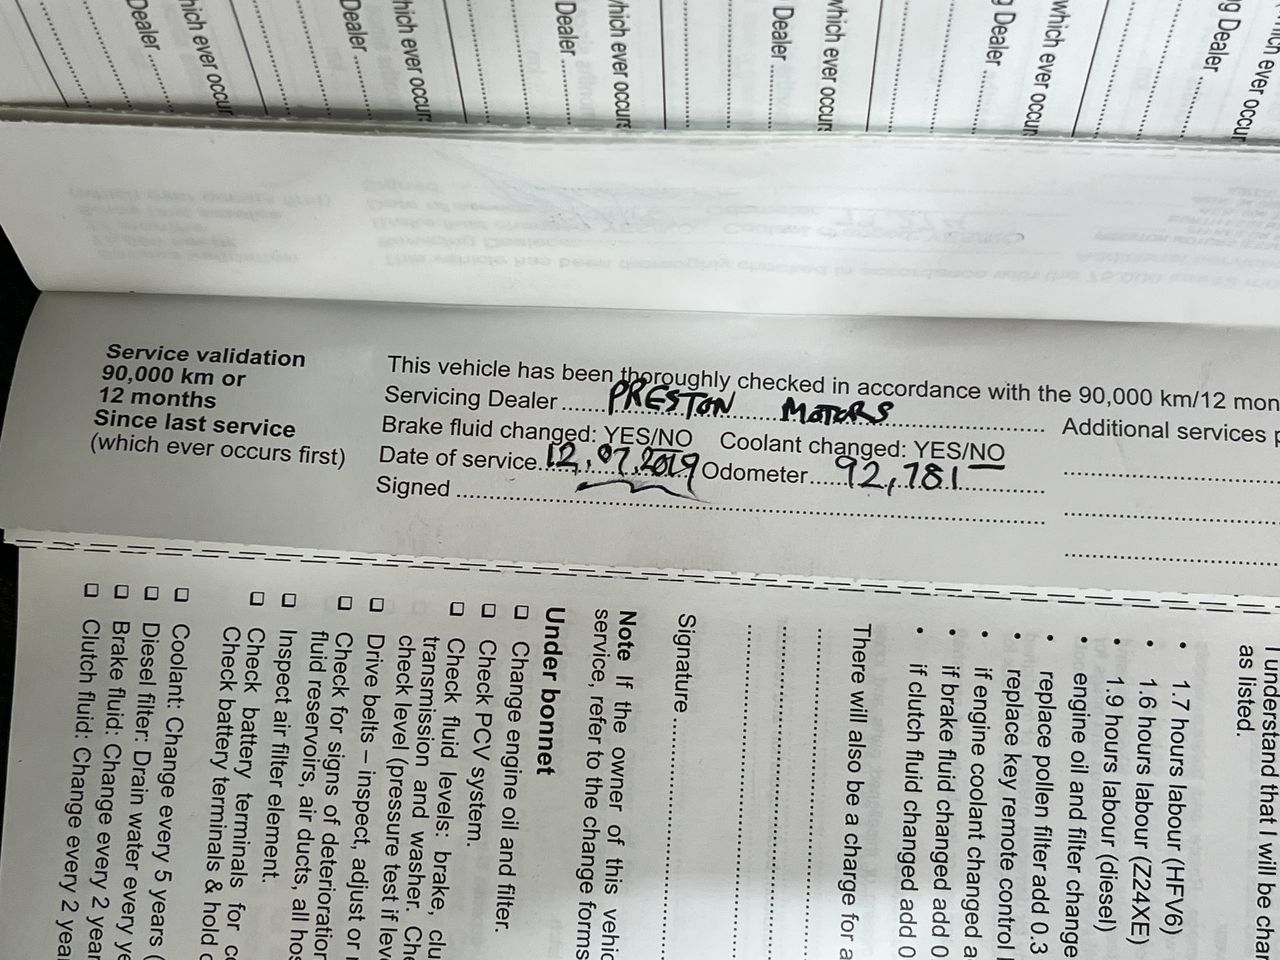 hich ever occur
Dealer
hich ever occur
Dealer
hich ever occurs
Dealer
which ever occurs
Dealer
which ever occur
g Dealer
hich ever occur
g Dealer
Service validation
90,000 km or
12 months
Since last service
(which ever occurs first)
This vehicle has been thoroughly checked in accordance with the 90,000 km/12 mon
Servicing Dealer PRESTON MOTORS
Brake fluid changed: YES/NO Coolant changed: YES/NO
Date of service 12,07,2019 Odometer 92,781
Signed
Additional services p
I understand that I will be char
as listed.
• 1.7 hours labour (HFV6)
• 1.6 hours labour (Z24XE)
• 1.9 hours labour (diesel)
• engine oil and filter change
• replace pollen filter add 0.3
• replace key remote control
• if engine coolant changed a
• if brake fluid changed add 0
• if clutch fluid changed add 0
There will also be a charge for a
Signature
Note If the owner of this vehic
service, refer to the change forms
Under bonnet
☐ Change engine oil and filter.
☐ Check PCV system.
☐ Check fluid levels: brake, clu
transmission and washer. Che
check level (pressure test if leve
☐ Drive belts – inspect, adjust or r
☐ Check for signs of deterioration
fluid reservoirs, air ducts, all hos
☐ Inspect air filter element.
☐ Check battery terminals for co
Check battery terminals & hold d
☐ Coolant: Change every 5 years (
☐ Diesel filter: Drain water every ye
☐ Brake fluid: Change every 2 year
☐ Clutch fluid: Change every 2 year